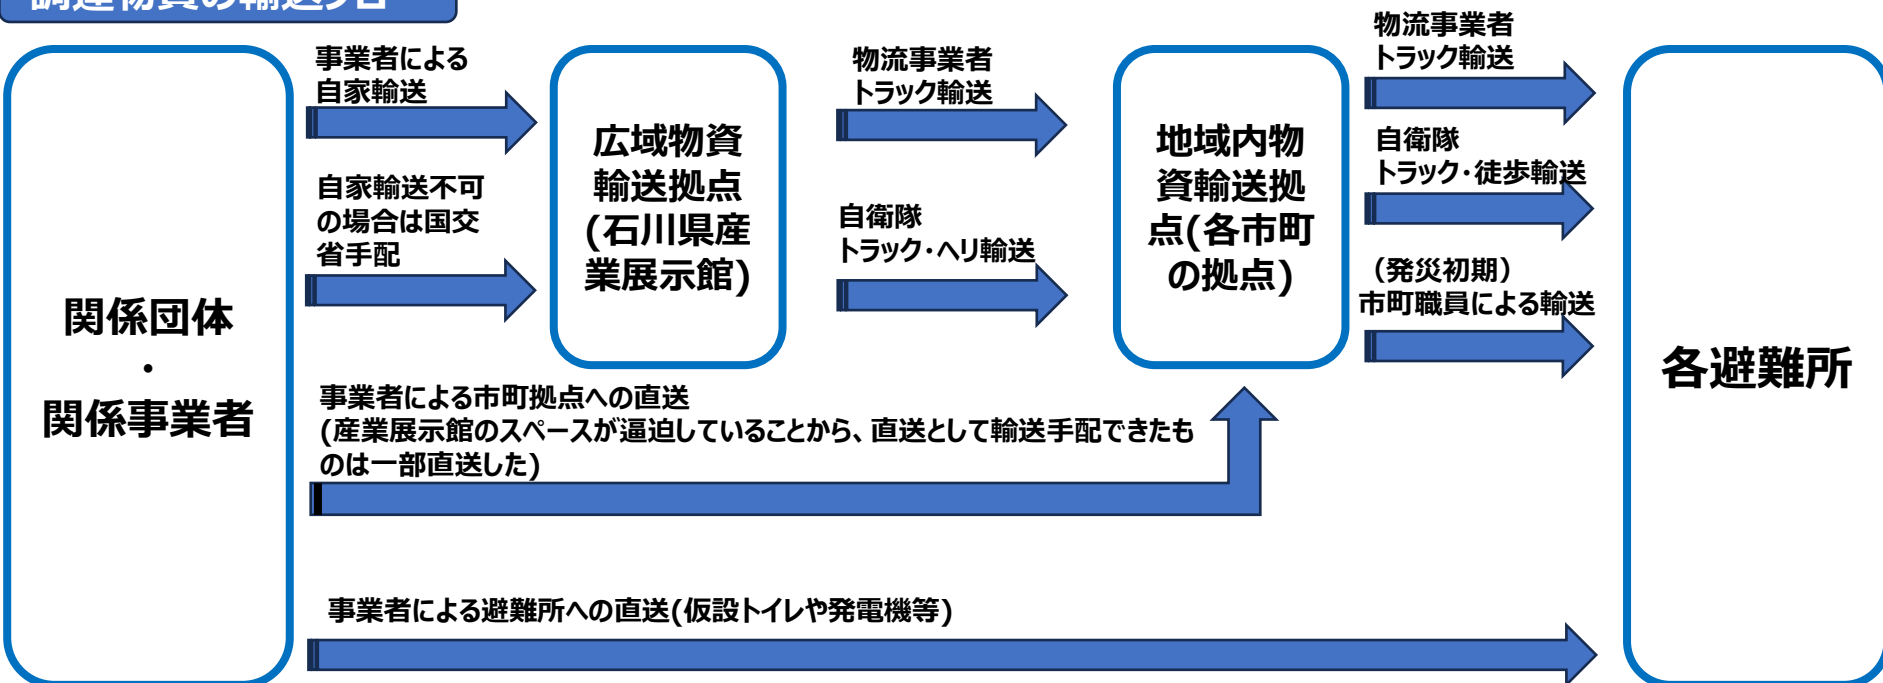 調達物資の輸送フロー
関係団体
・
関係事業者
事業者による
自家輸送
自家輸送不可
の場合は国交
省手配
広域物資
輸送拠点
(石川県産
業展示館)
物流事業者
トラック輸送
自衛隊
トラック・ヘリ輸送
地域内物
資輸送拠
点(各市町
の拠点)
物流事業者
トラック輸送
自衛隊
トラック・徒歩輸送
（発災初期）
市町職員による輸送
各避難所
事業者による市町拠点への直送
(産業展示館のスペースが逼迫していることから、直送として輸送手配できたも
のは一部直送した)
事業者による避難所への直送(仮設トイレや発電機等)